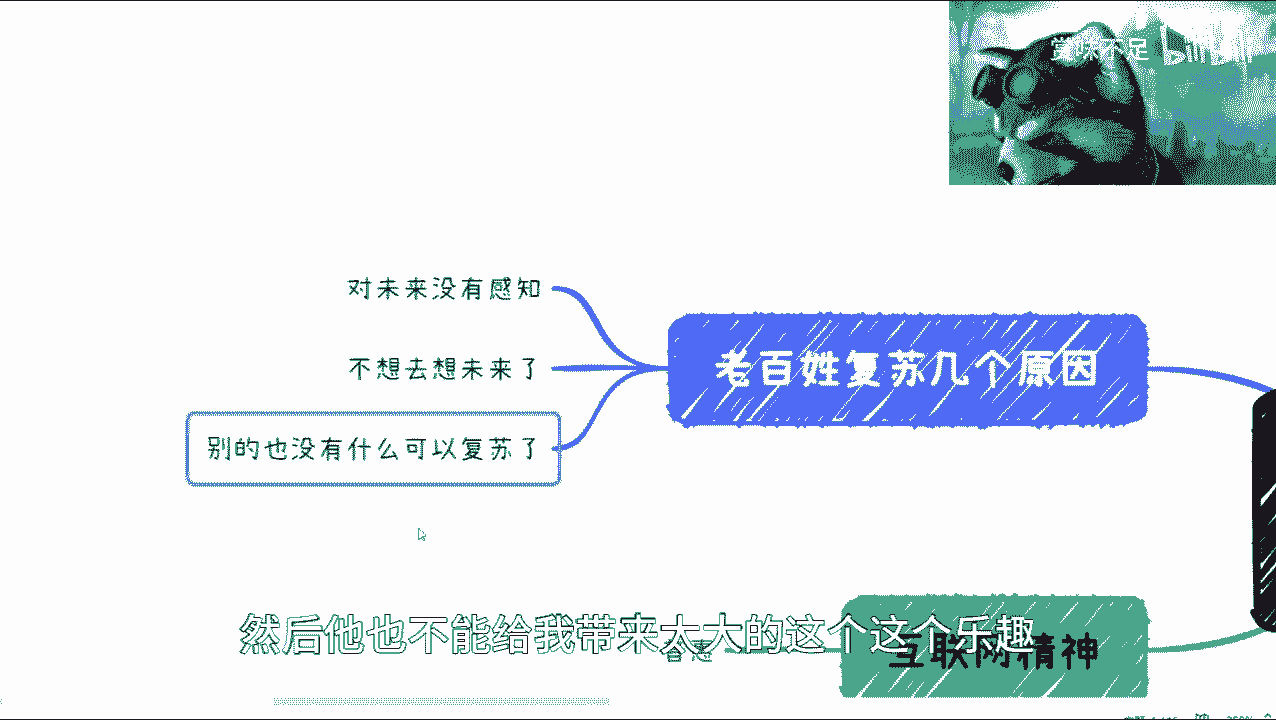 赏味不足
对未来没有感知
不想去想未来了
别的也没有什么可以复苏了
老百姓复苏几个原因
然后他也不能给我带来太大的这个这个乐趣
互联网精神